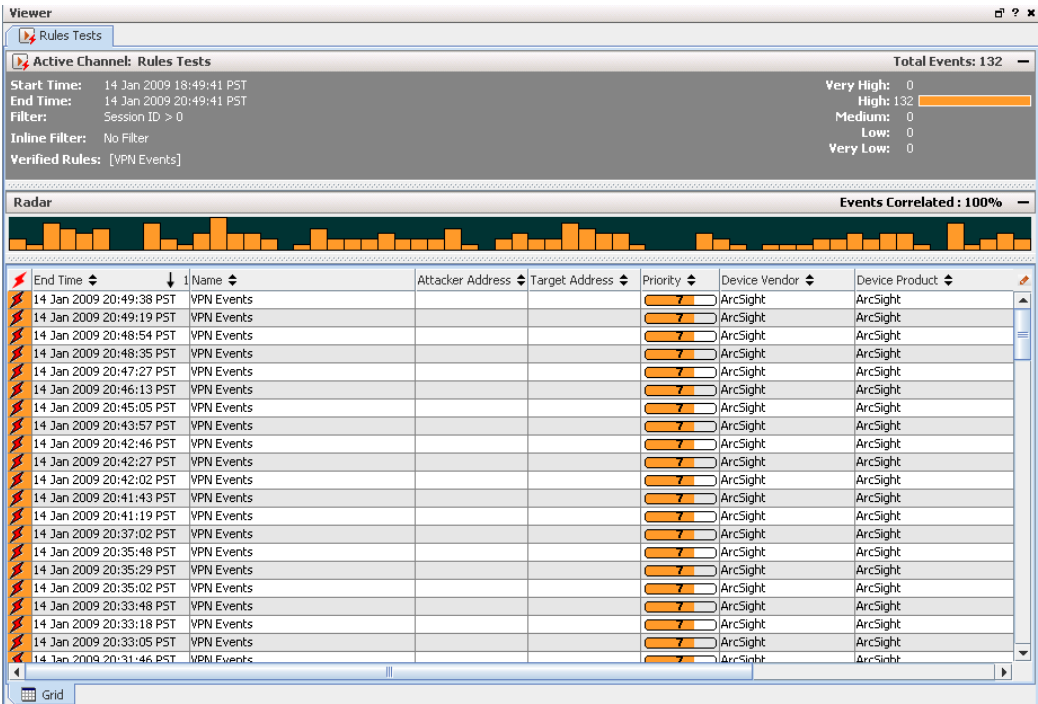 Viewer ? ×
Rules Tests
Active Channel: Rules Tests Total Events: 132 –
Start Time: 14 Jan 2009 18:49:41 PST Very High: 0
End Time: 14 Jan 2009 20:49:41 PST High: 132
Filter: Session ID > 0 Medium: 0
Inline Filter: No Filter Low: 0
Verified Rules: [VPN Events] Very Low: 0
Radar Events Correlated : 100% –
End Time 1 Name Attacker Address Target Address Priority Device Vendor Device Product
14 Jan 2009 20:49:38 PST VPN Events 7 ArcSight ArcSight
14 Jan 2009 20:49:19 PST VPN Events 7 ArcSight ArcSight
14 Jan 2009 20:48:54 PST VPN Events 7 ArcSight ArcSight
14 Jan 2009 20:48:35 PST VPN Events 7 ArcSight ArcSight
14 Jan 2009 20:47:27 PST VPN Events 7 ArcSight ArcSight
14 Jan 2009 20:46:13 PST VPN Events 7 ArcSight ArcSight
14 Jan 2009 20:45:05 PST VPN Events 7 ArcSight ArcSight
14 Jan 2009 20:43:57 PST VPN Events 7 ArcSight ArcSight
14 Jan 2009 20:42:46 PST VPN Events 7 ArcSight ArcSight
14 Jan 2009 20:42:27 PST VPN Events 7 ArcSight ArcSight
14 Jan 2009 20:42:02 PST VPN Events 7 ArcSight ArcSight
14 Jan 2009 20:41:43 PST VPN Events 7 ArcSight ArcSight
14 Jan 2009 20:41:19 PST VPN Events 7 ArcSight ArcSight
14 Jan 2009 20:37:02 PST VPN Events 7 ArcSight ArcSight
14 Jan 2009 20:35:48 PST VPN Events 7 ArcSight ArcSight
14 Jan 2009 20:35:29 PST VPN Events 7 ArcSight ArcSight
14 Jan 2009 20:35:02 PST VPN Events 7 ArcSight ArcSight
14 Jan 2009 20:33:48 PST VPN Events 7 ArcSight ArcSight
14 Jan 2009 20:33:18 PST VPN Events 7 ArcSight ArcSight
14 Jan 2009 20:33:05 PST VPN Events 7 ArcSight ArcSight
14 Jan 2009 20:31:46 PST VPN Events 7 ArcSight ArcSight
Grid